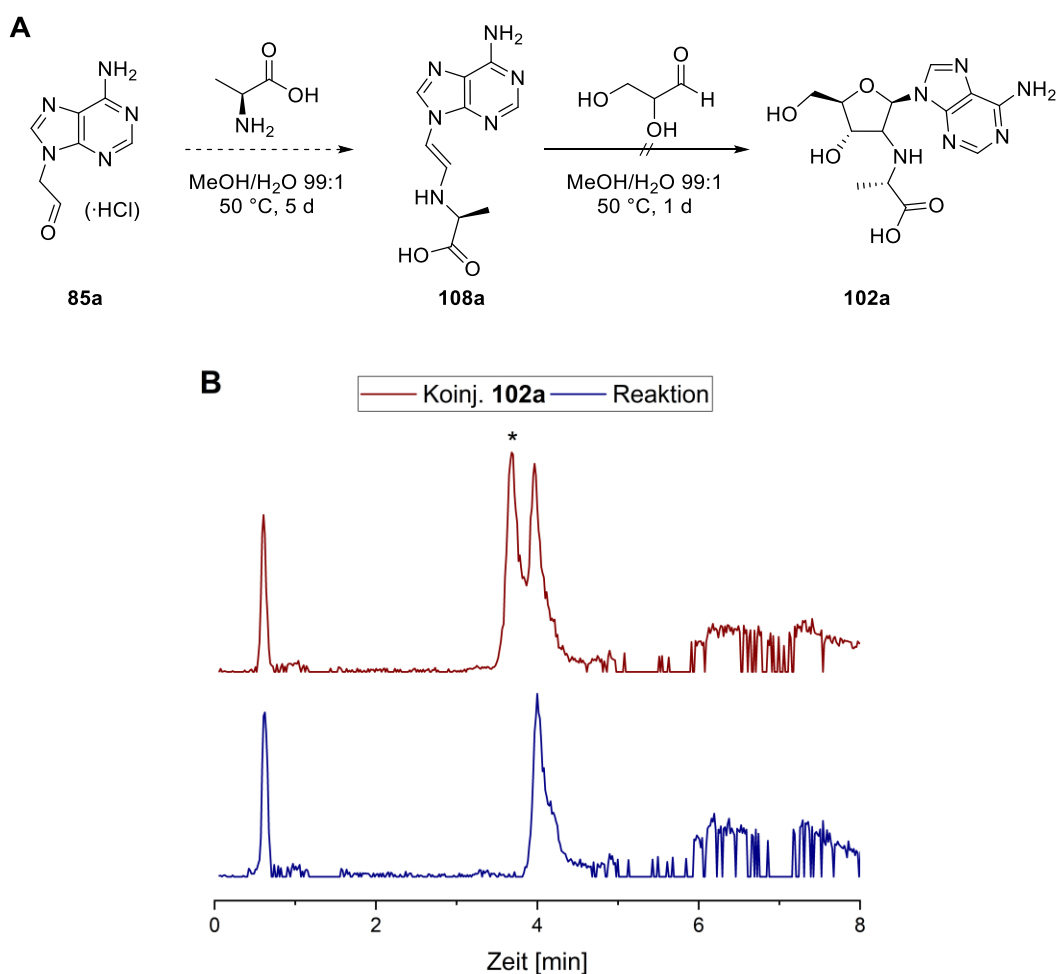 A
NH₂
N
N
N
N
O
(·HCl)
85a
O
OH
NH₂
MeOH/H₂O 99:1
50 °C, 5 d
NH₂
N
N
N
N
HN
HO
O
108a
O
HO
H
OH
MeOH/H₂O 99:1
50 °C, 1 d
HO
O
N
N
NH₂
N
N
HO
NH
O
HO
102a
B
Koinj. 102a Reaktion
*
0 2 4 6 8
Zeit [min]